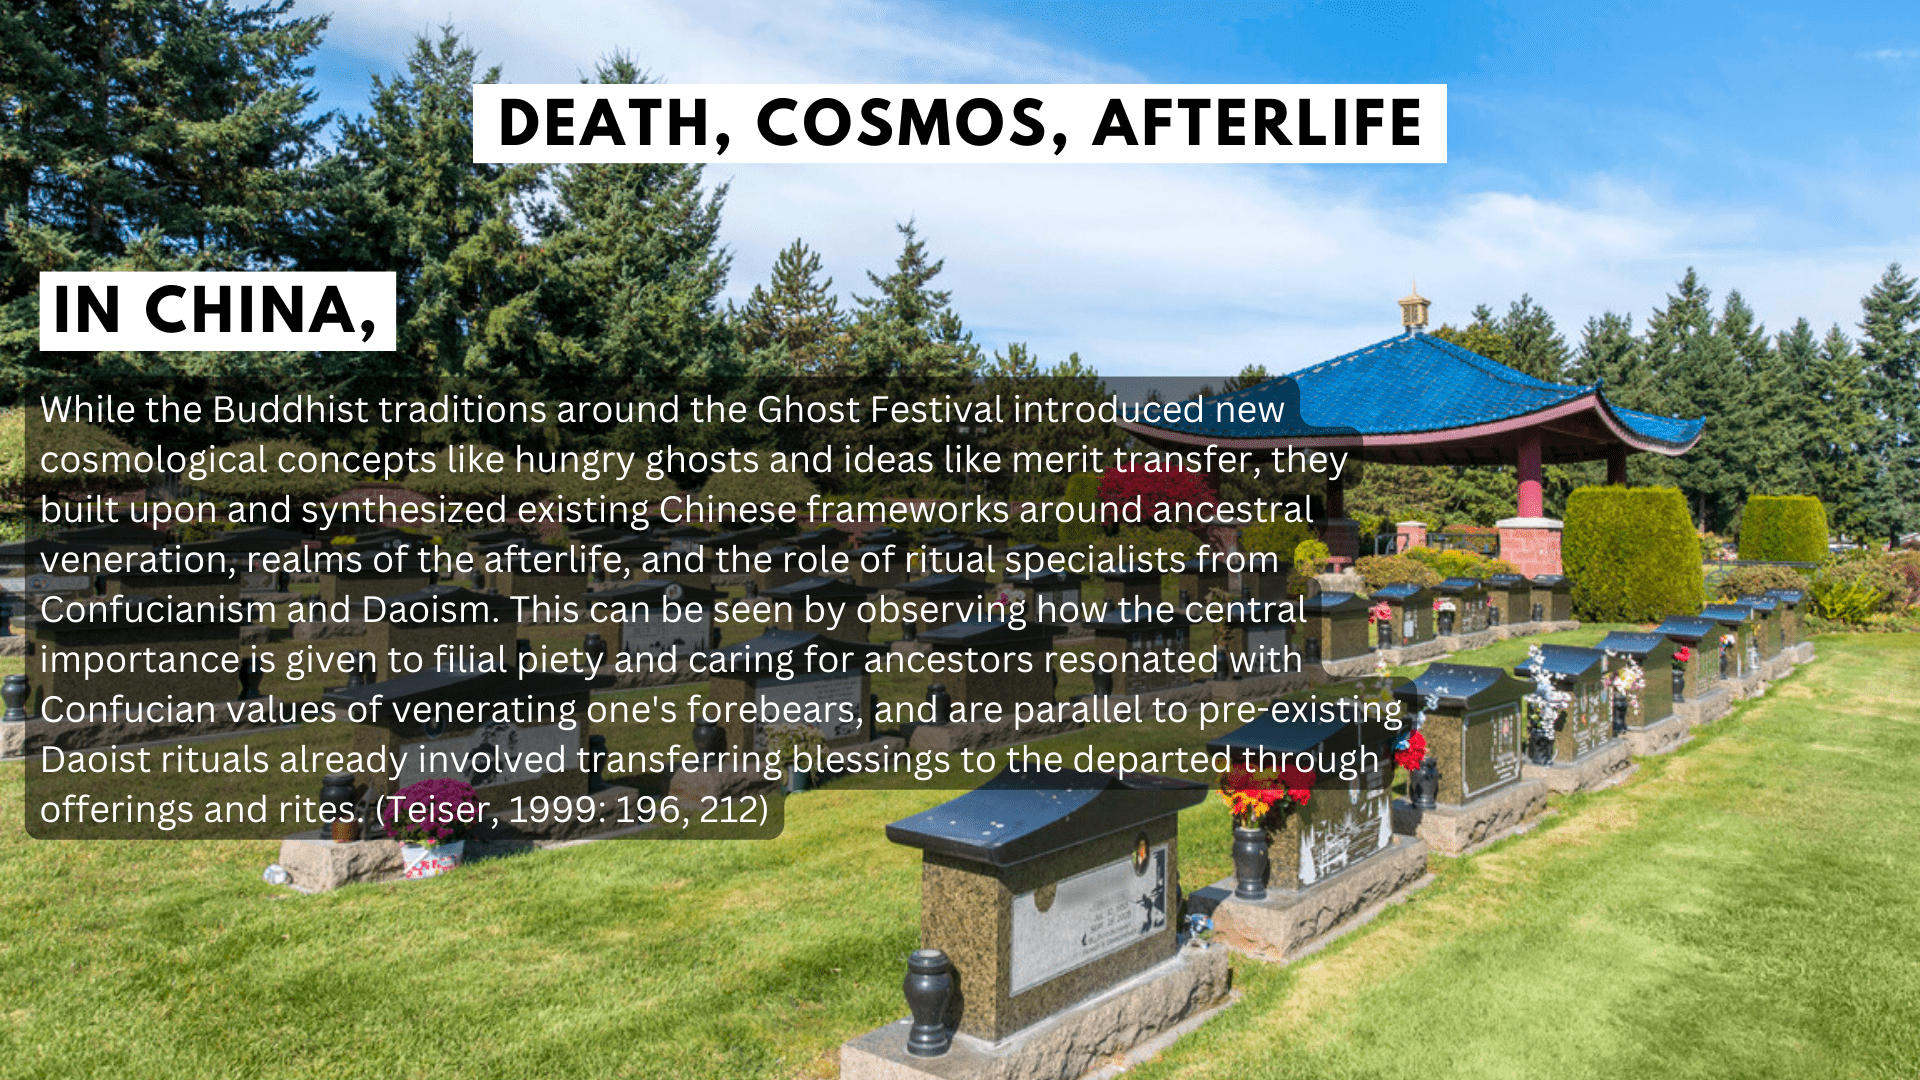 DEATH, COSMOS, AFTERLIFE
IN CHINA,
While the Buddhist traditions around the Ghost Festival introduced new
cosmological concepts like hungry ghosts and ideas like merit transfer, they
built upon and synthesized existing Chinese frameworks around ancestral
veneration, realms of the afterlife, and the role of ritual specialists from
Confucianism and Daoism. This can be seen by observing how the central
importance is given to filial piety and caring for ancestors resonated with
Confucian values of venerating one's forebears, and are parallel to pre-existing
Daoist rituals already involved transferring blessings to the departed through
offerings and rites. (Teiser, 1999: 196, 212)